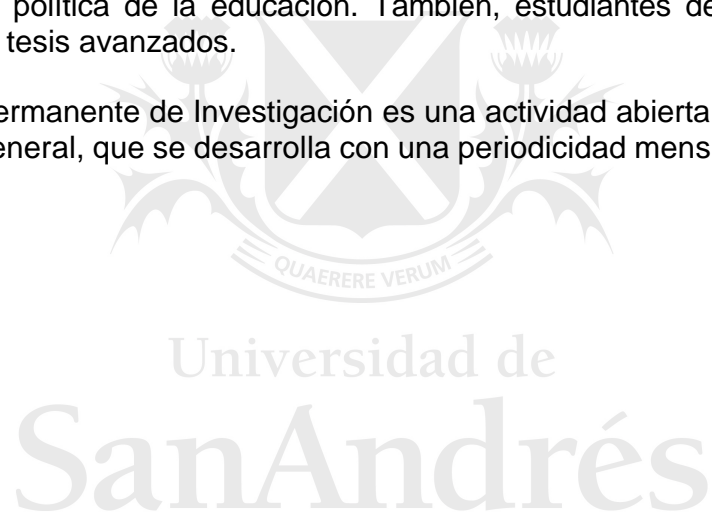 política de la educación. También, estudiantes de
tesis avanzados.
ermanente de Investigación es una actividad abierta
eneral, que se desarrolla con una periodicidad mens
QUAERERE VERUM
Universidad de
SanAndrés